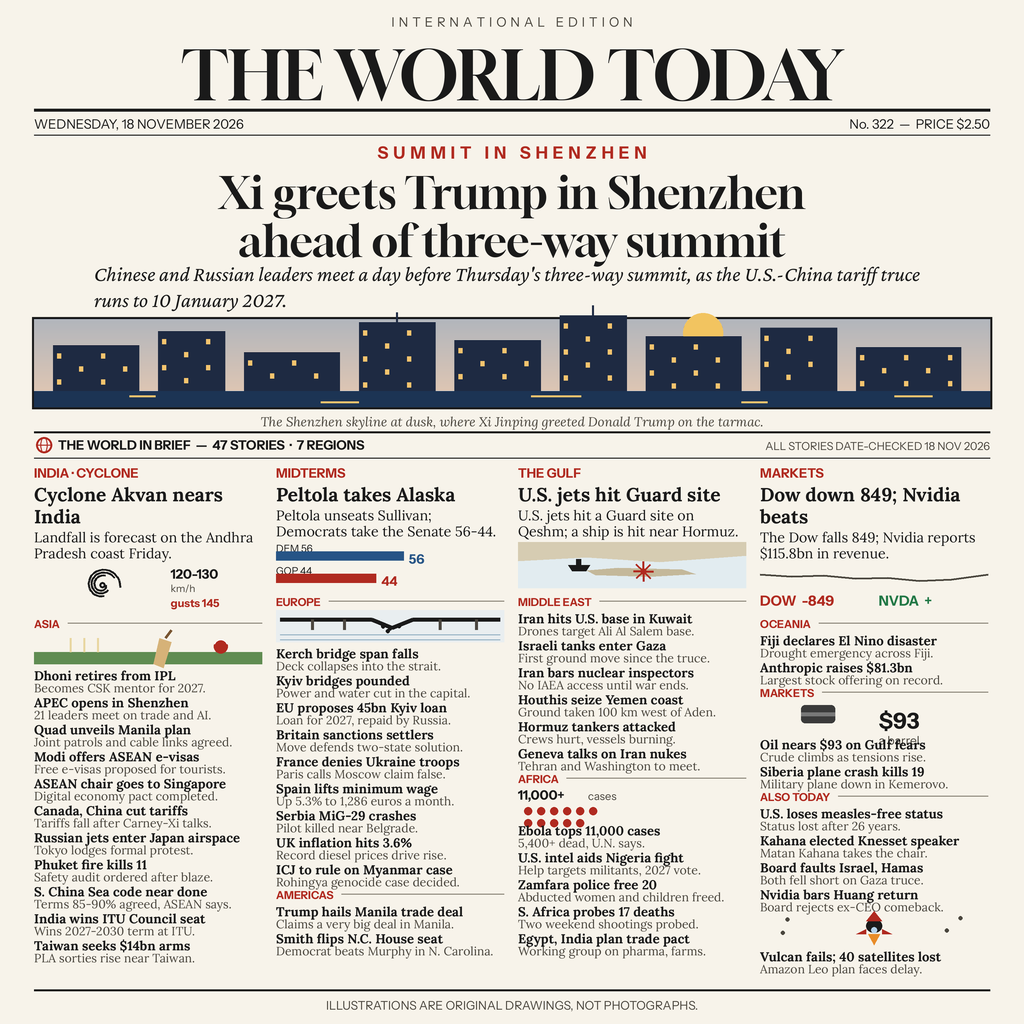 INTERNATIONAL EDITION
THE WORLD TODAY
WEDNESDAY, 18 NOVEMBER 2026
No. 322 — PRICE $2.50
SUMMIT IN SHENZHEN
Xi greets Trump in Shenzhen
ahead of three-way summit
Chinese and Russian leaders meet a day before Thursday's three-way summit, as the U.S.-China tariff truce
runs to 10 January 2027.
The Shenzhen skyline at dusk, where Xi Jinping greeted Donald Trump on the tarmac.
THE WORLD IN BRIEF — 47 STORIES · 7 REGIONS
ALL STORIES DATE-CHECKED 18 NOV 2026
INDIA · CYCLONE
Cyclone Akvan nears
India
Landfall is forecast on the Andhra
Pradesh coast Friday.
120-130
km/h
gusts 145
ASIA
Dhoni retires from IPL
Becomes CSK mentor for 2027.
APEC opens in Shenzhen
21 leaders meet on trade and AI.
Quad unveils Manila plan
Joint patrols and cable links agreed.
Modi offers ASEAN e-visas
Free e-visas proposed for tourists.
ASEAN chair goes to Singapore
Digital economy pact completed.
Canada, China cut tariffs
Tariffs fall after Carney-Xi talks.
Russian jets enter Japan airspace
Tokyo lodges formal protest.
Phuket fire kills 11
Safety audit ordered after blaze.
S. China Sea code near done
Terms 85-90% agreed, ASEAN says.
India wins ITU Council seat
Wins 2027-2030 term at ITU.
Taiwan seeks $14bn arms
PLA sorties rise near Taiwan.
MIDTERMS
Peltola takes Alaska
Peltola unseats Sullivan;
Democrats take the Senate 56-44.
DEM 56
56
GOP 44
44
EUROPE
Kerch bridge span falls
Deck collapses into the strait.
Kyiv bridges pounded
Power and water cut in the capital.
EU proposes 45bn Kyiv loan
Loan for 2027, repaid by Russia.
Britain sanctions settlers
Move defends two-state solution.
France denies Ukraine troops
Paris calls Moscow claim false.
Spain lifts minimum wage
Up 5.3% to 1,286 euros a month.
Serbia MiG-29 crashes
Pilot killed near Belgrade.
UK inflation hits 3.6%
Record diesel prices drive rise.
ICJ to rule on Myanmar case
Rohingya genocide case decided.
AMERICAS
Trump hails Manila trade deal
Claims a very big deal in Manila.
Smith flips N.C. House seat
Democrat beats Murphy in N. Carolina.
THE GULF
U.S. jets hit Guard site
U.S. jets hit a Guard site on
Qeshm; a ship is hit near Hormuz.
MIDDLE EAST
Iran hits U.S. base in Kuwait
Drones target Ali Al Salem base.
Israeli tanks enter Gaza
First ground move since the truce.
Iran bars nuclear inspectors
No IAEA access until war ends.
Houthis seize Yemen coast
Ground taken 100 km west of Aden.
Hormuz tankers attacked
Crews hurt, vessels burning.
Geneva talks on Iran nukes
Tehran and Washington to meet.
AFRICA
11,000+ cases
Ebola tops 11,000 cases
5,400+ dead, U.N. says.
U.S. intel aids Nigeria fight
Help targets militants, 2027 vote.
Zamfara police free 20
Abducted women and children freed.
S. Africa probes 17 deaths
Two weekend shootings probed.
Egypt, India plan trade pact
Working group on pharma, farms.
MARKETS
Dow down 849; Nvidia
beats
The Dow falls 849; Nvidia reports
$115.8bn in revenue.
DOW -849
NVDA +
OCEANIA
Fiji declares El Nino disaster
Drought emergency across Fiji.
Anthropic raises $81.3bn
Largest stock offering on record.
MARKETS
$93
a barrel
Oil nears $93 on Gulf fears
Crude climbs as tensions rise.
Siberia plane crash kills 19
Military plane down in Kemerovo.
ALSO TODAY
U.S. loses measles-free status
Status lost after 26 years.
Kahana elected Knesset speaker
Matan Kahana takes the chair.
Board faults Israel, Hamas
Both fell short on Gaza truce.
Nvidia bars Huang return
Board rejects ex-CEO comeback.
Vulcan fails; 40 satellites lost
Amazon Leo plan faces delay.
ILLUSTRATIONS ARE ORIGINAL DRAWINGS, NOT PHOTOGRAPHS.